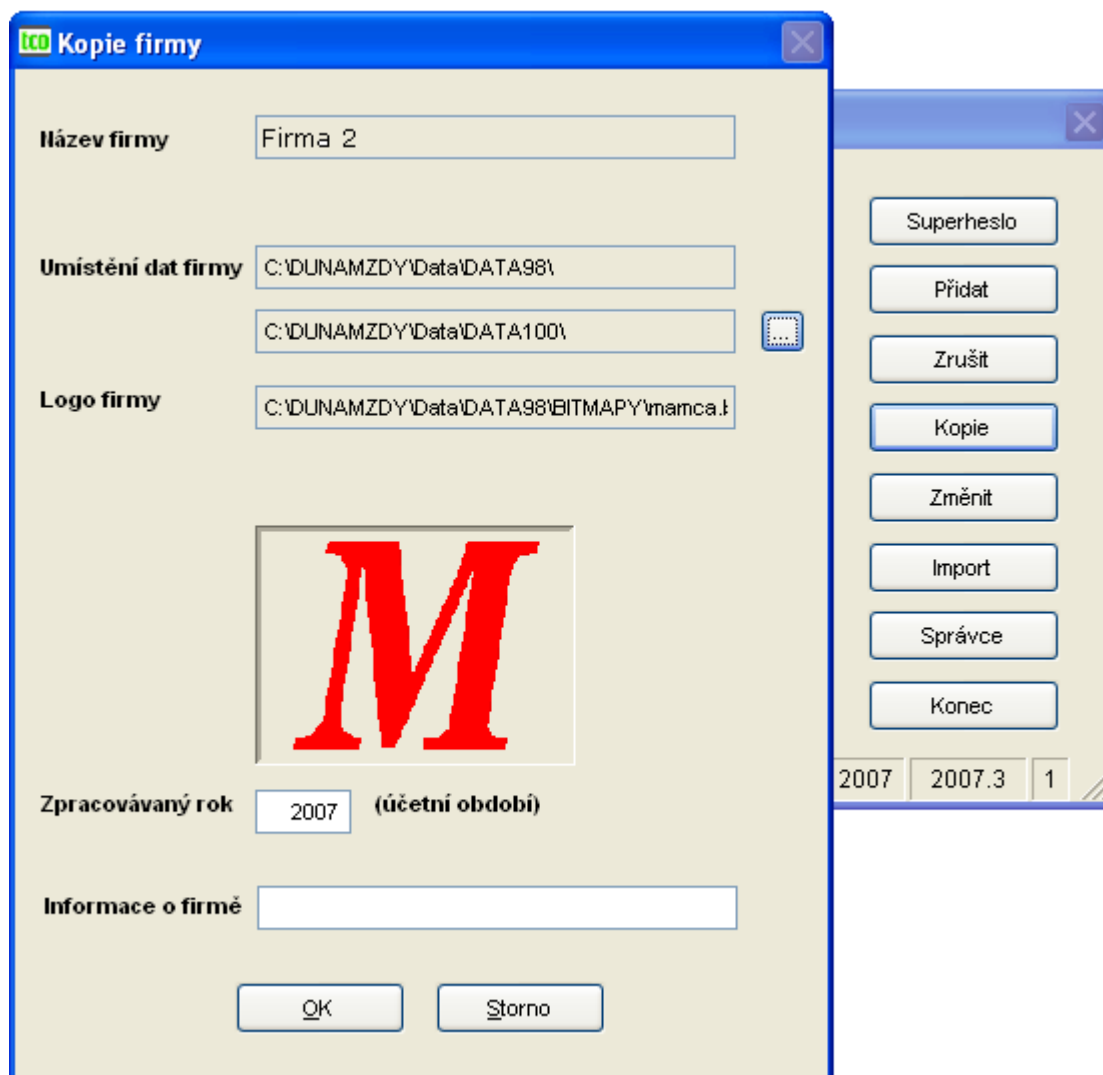 tco Kopie firmy
Název firmy Firma 2
Umístění dat firmy C:\DUNAMZDY\Data\DATA98\
C:\DUNAMZDY\Data\DATA100\ ...
Logo firmy C:\DUNAMZDY\Data\DATA98\BITMAPY\mamca.
M
Zpracovávaný rok 2007 (účetní období)
Informace o firmě
OK Storno
Superheslo
Přidat
Zrušit
Kopie
Změnit
Import
Správce
Konec
2007 2007.3 1